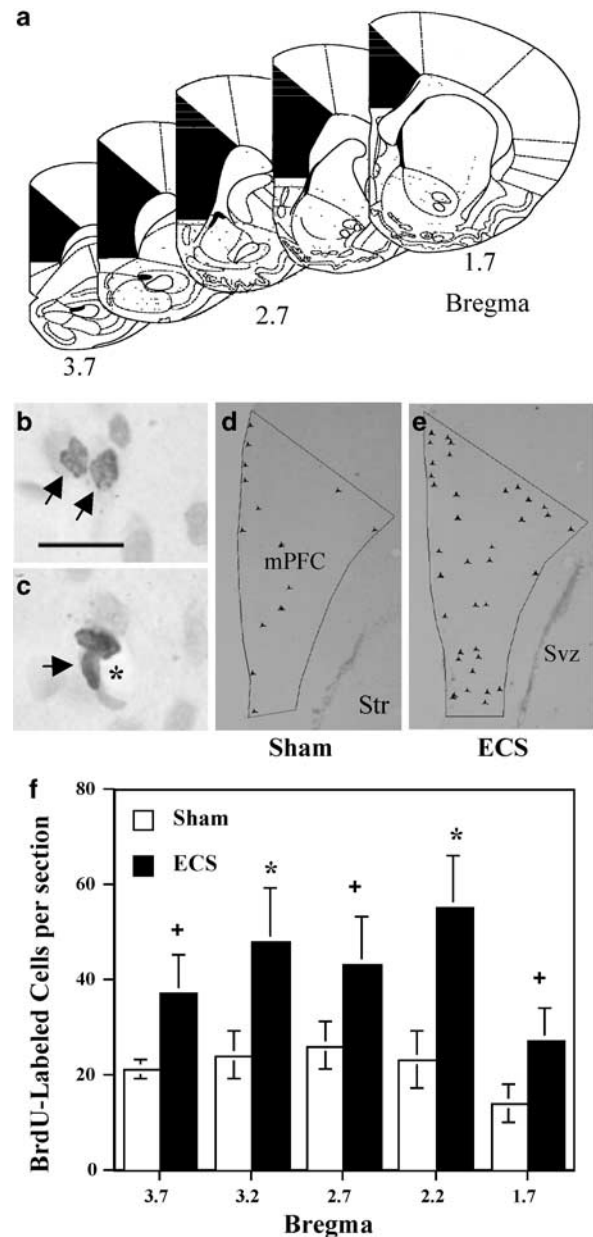 a
1.7
2.7
Bregma
3.7
b
d
e
mPFC
c
*
Str
Svz
Sham
ECS
f
80
Sham
ECS
*
*
+
+
+
60
40
20
0
BrdU-Labeled Cells per section
3.7 3.2 2.7 2.2 1.7
Bregma